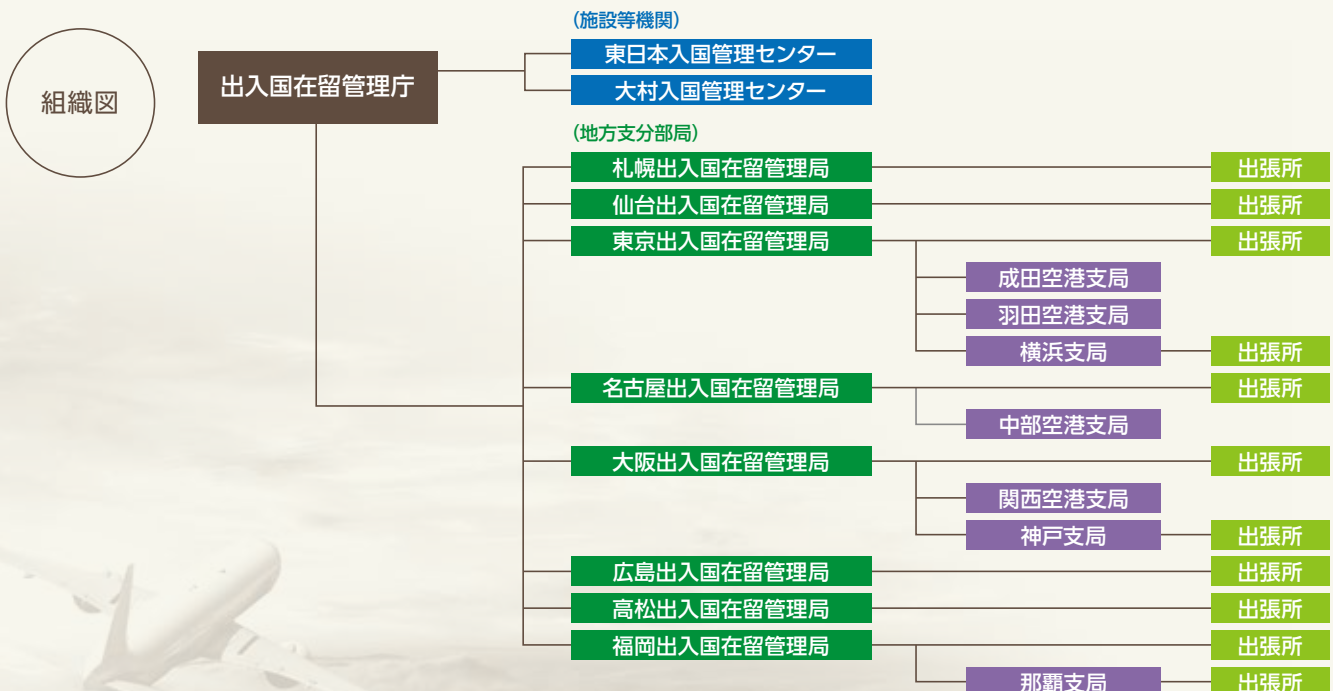 組織図
出入国在留管理庁
(施設等機関)
東日本入国管理センター
大村入国管理センター
(地方支分部局)
札幌出入国在留管理局 出張所
仙台出入国在留管理局 出張所
東京出入国在留管理局 出張所
成田空港支局
羽田空港支局
横浜支局 出張所
名古屋出入国在留管理局 出張所
中部空港支局
大阪出入国在留管理局 出張所
関西空港支局
神戸支局 出張所
広島出入国在留管理局 出張所
高松出入国在留管理局 出張所
福岡出入国在留管理局 出張所
那覇支局 出張所